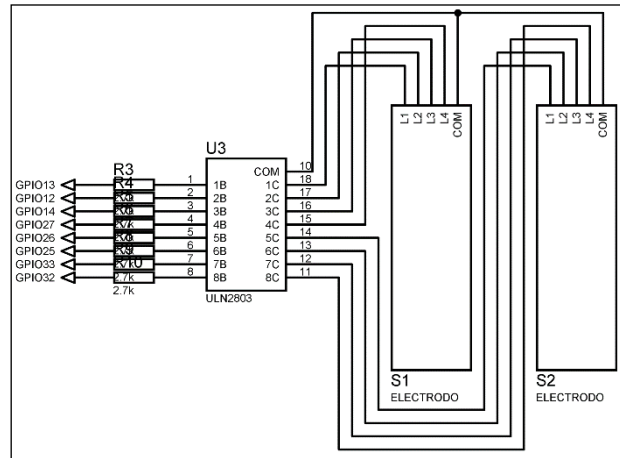 U3
R3
R4
GPIO13
GPIO12
GPIO14
GPIO27
GPIO26
GPIO25
GPIO33
GPIO32
2.7k
2.7k
1
2
3
4
5
6
7
8
1B
2B
3B
4B
5B
6B
7B
8B
COM
1C
2C
3C
4C
5C
6C
7C
8C
10
18
17
16
15
14
13
12
11
ULN2803
L1
L2
L3
L4
COM
S1
ELECTRODO
L1
L2
L3
L4
COM
S2
ELECTRODO